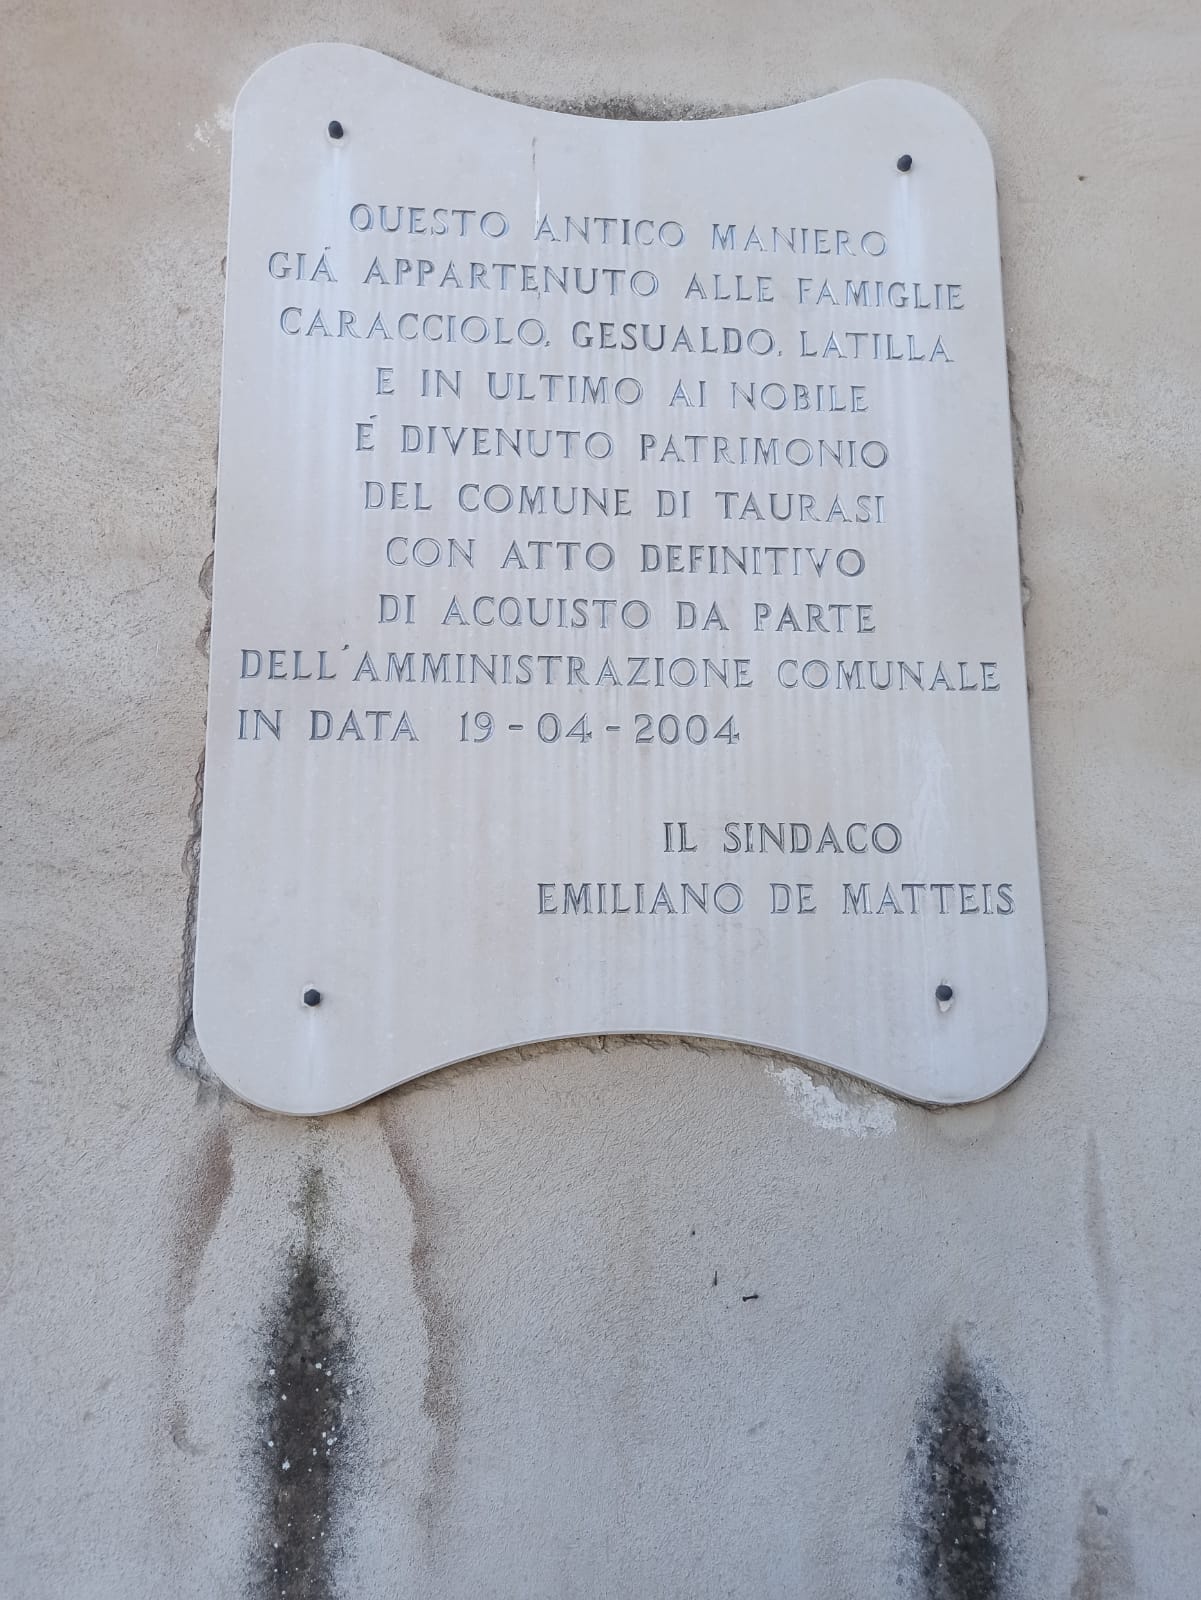 QUESTO ANTICO MANIERO
GIÁ APPARTENUTO ALLE FAMIGLIE
CARACCIOLO, GESUALDO, LATILLA
E IN ULTIMO AI NOBILE
É DIVENUTO PATRIMONIO
DEL COMUNE DI TAURASI
CON ATTO DEFINITIVO
DI ACQUISTO DA PARTE
DELL'AMMINISTRAZIONE COMUNALE
IN DATA 19-04-2004
IL SINDACO
EMILIANO DE MATTEIS